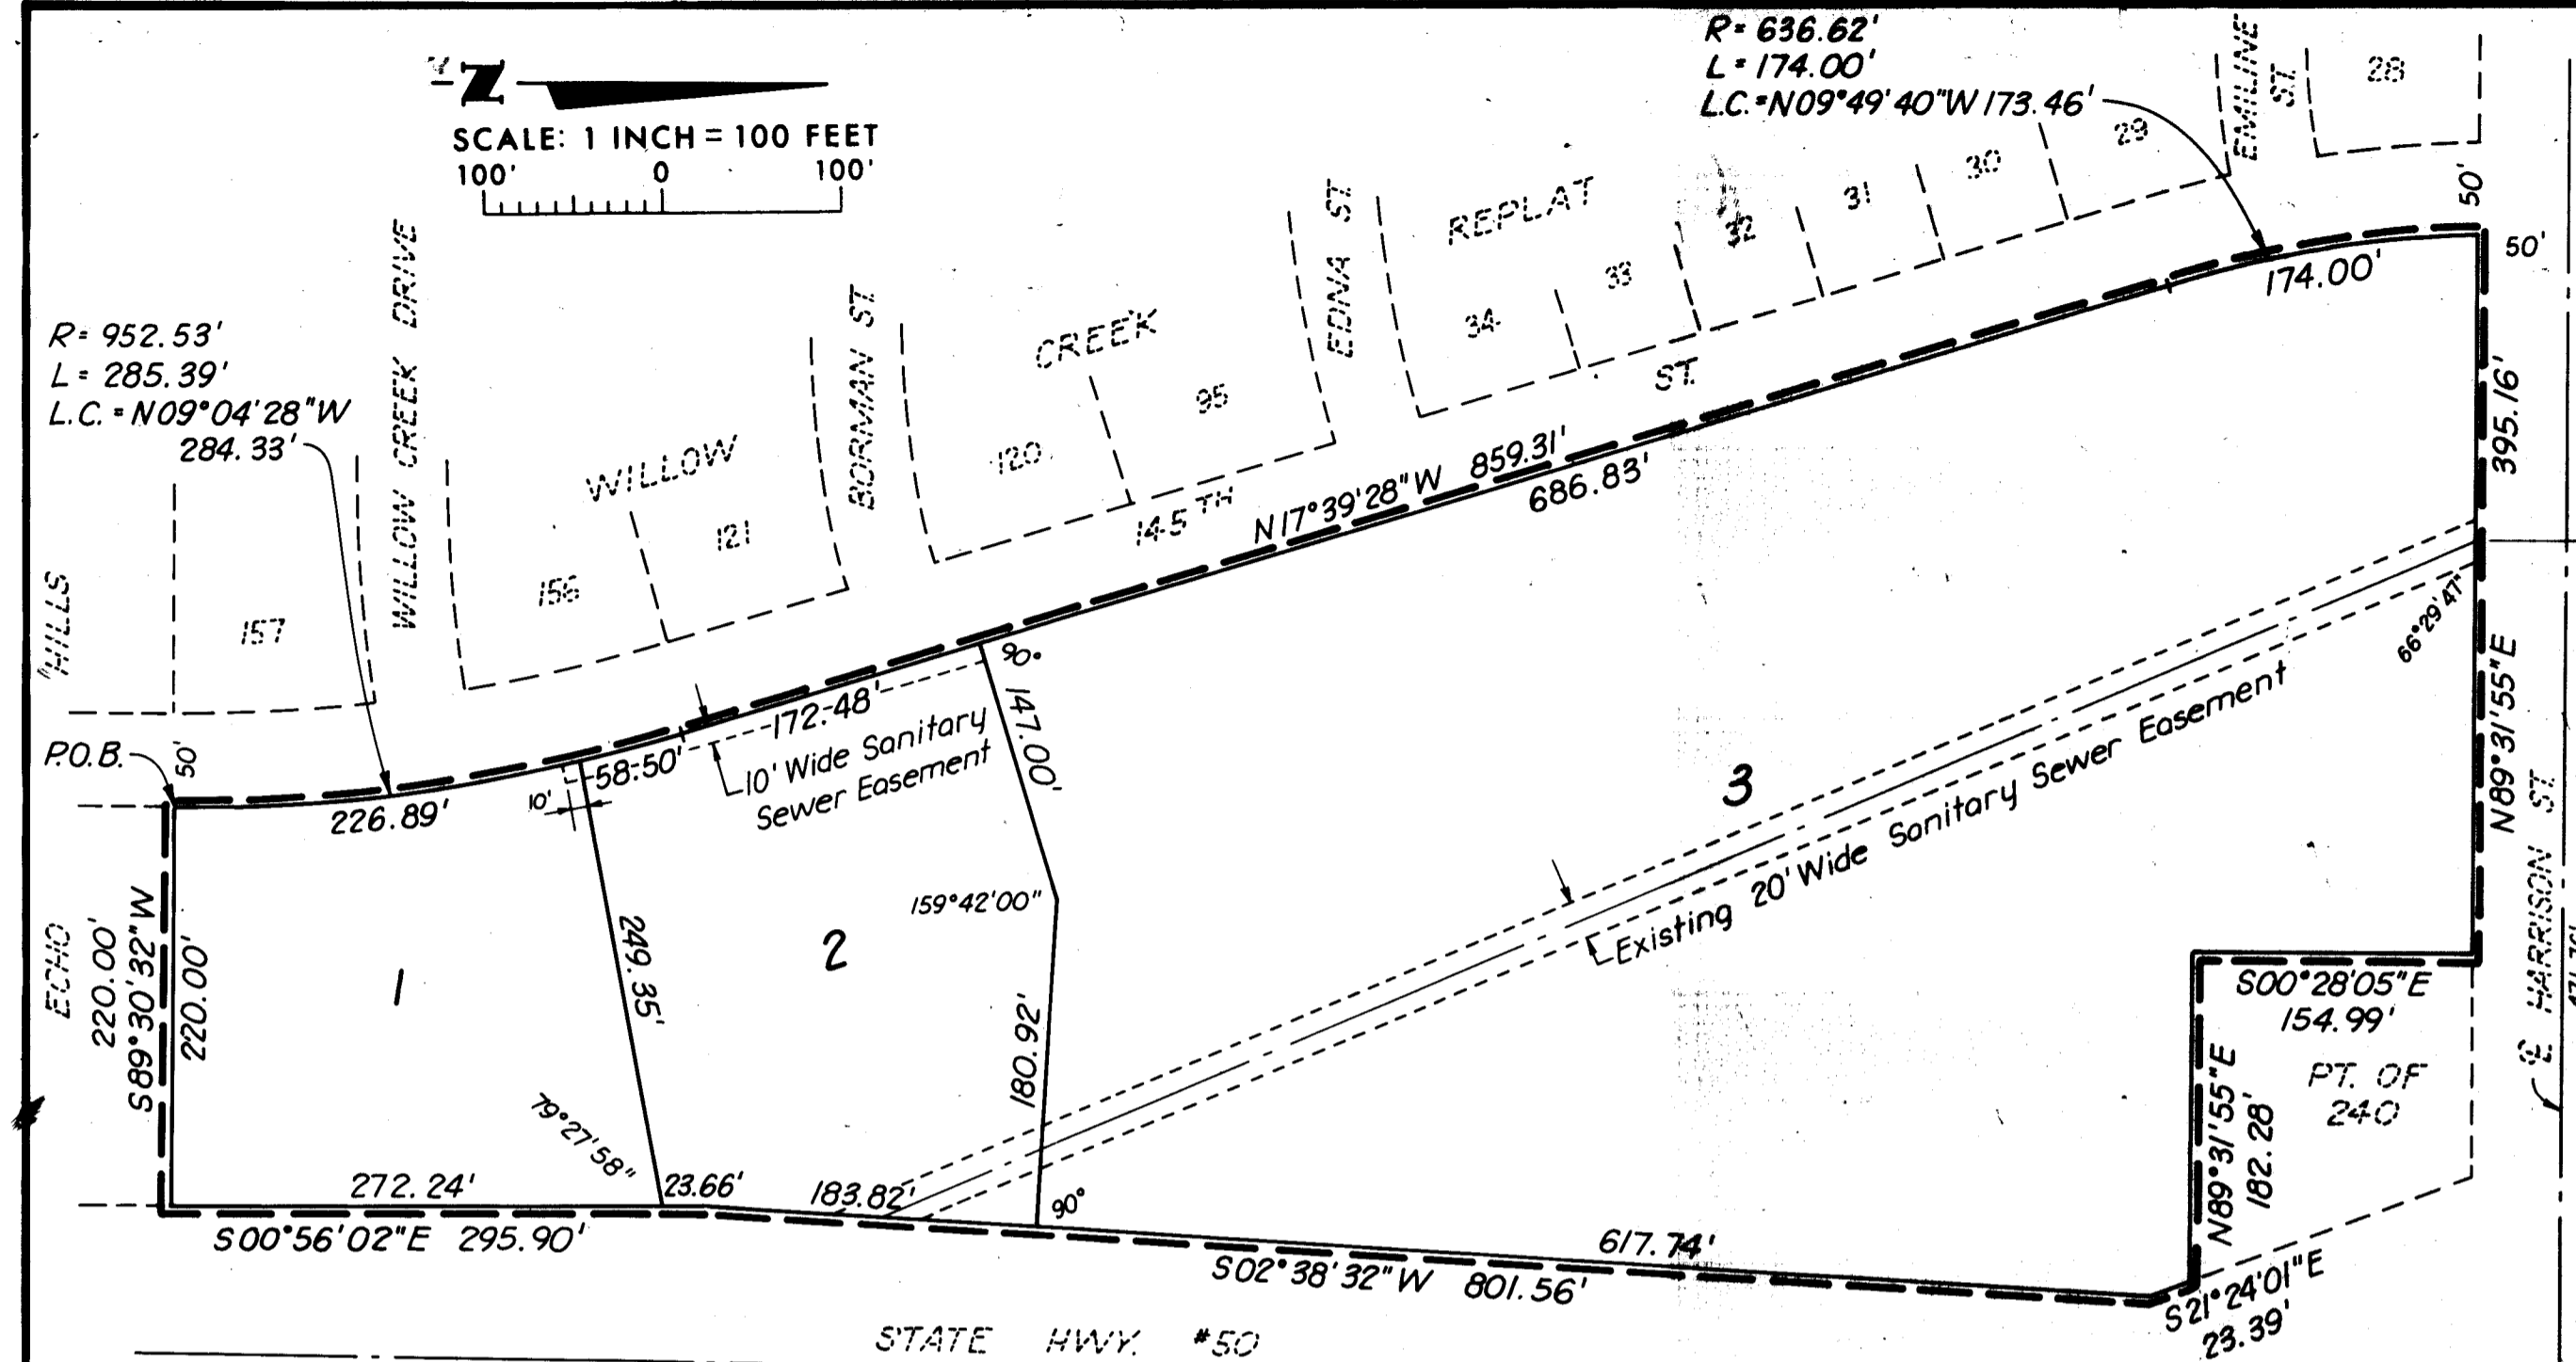 N
SCALE: 1 INCH = 100 FEET
100' 0 100'
R= 636.62'
L= 174.00'
L.C.=N09°49'40"W 173.46'
EMILINE
ST.
28
29
30
31
32
33
34
REPLAT
EDNA ST.
50'
50'
174.00'
395.16'
R= 952.53'
L= 285.39'
L.C.= N09°04'28"W
284.33'
WILLOW CREEK DRIVE
BORMAN ST.
CREEK
95
120
WILLOW
121
156
157
HILLS
145TH
ST.
N17°39'28"W 859.31'
686.83'
P.O.B.
50'
226.89'
10'
58.50'
172.48'
10' Wide Sanitary
Sewer Easement
90°
147.00'
159°42'00"
180.92'
90°
249.35'
79°27'58"
1
2
3
Existing 20' Wide Sanitary Sewer Easement
66°29'47"
N89°31'55"E
ECHO
220.00'
S89°30'32"W
220.00'
272.24'
23.66'
183.82'
S00°56'02"E 295.90'
617.74'
S02°38'32"W 801.56'
S00°28'05"E
154.99'
PT. OF
240
N89°31'55"E
182.28'
S21°24'01"E
23.39'
℄ HARRISON ST.
STATE HWY. #50